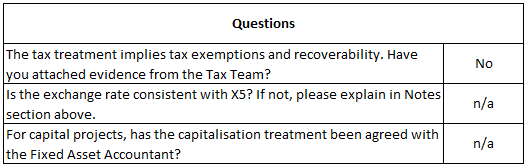 Questions
The tax treatment implies tax exemptions and recoverability. Have
you attached evidence from the Tax Team?
No
Is the exchange rate consistent with X5? If not, please explain in Notes
section above.
n/a
For capital projects, has the capitalisation treatment been agreed with
the Fixed Asset Accountant?
n/a